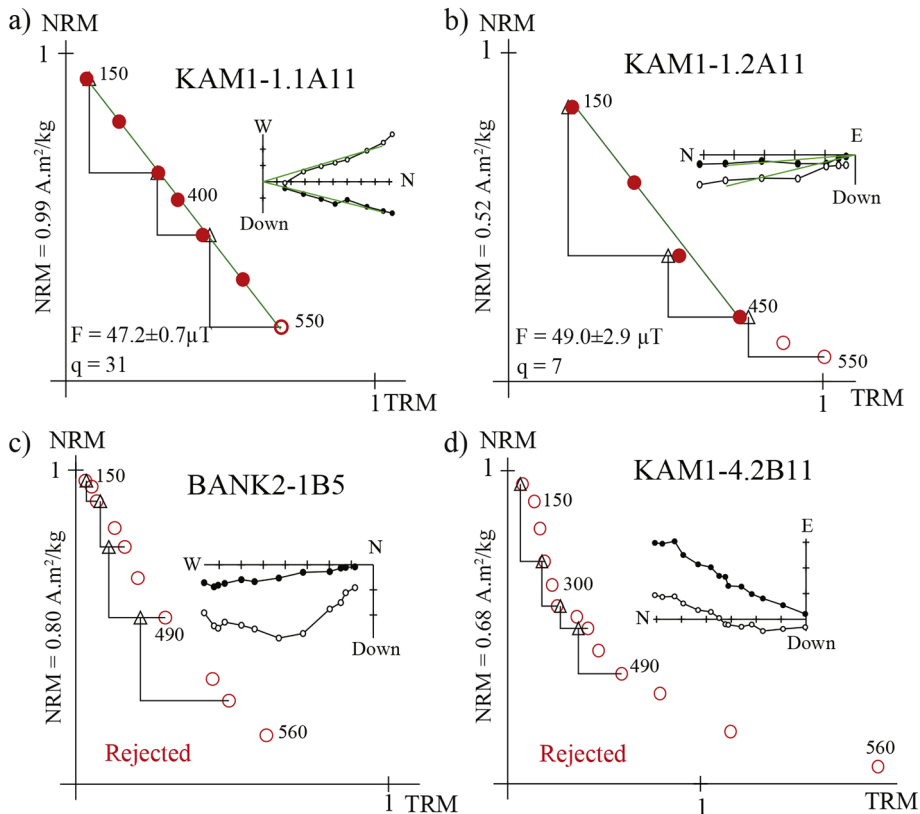 a)
NRM
1
150
KAM1-1.1A11
400
550
W
N
Down
NRM = 0.99 A.m²/kg
F = 47.2±0.7µT
q = 31
1 TRM
b)
NRM
1
150
KAM1-1.2A11
E
N
Down
450
550
NRM = 0.52 A.m²/kg
F = 49.0±2.9 µT
q = 7
1
TRM
c)
NRM
1
150
BANK2-1B5
W
N
Down
490
560
NRM = 0.80 A.m²/kg
Rejected
1
TRM
d)
NRM
1
150
KAM1-4.2B11
E
300
N
Down
490
560
NRM = 0.68 A.m²/kg
Rejected
1
TRM